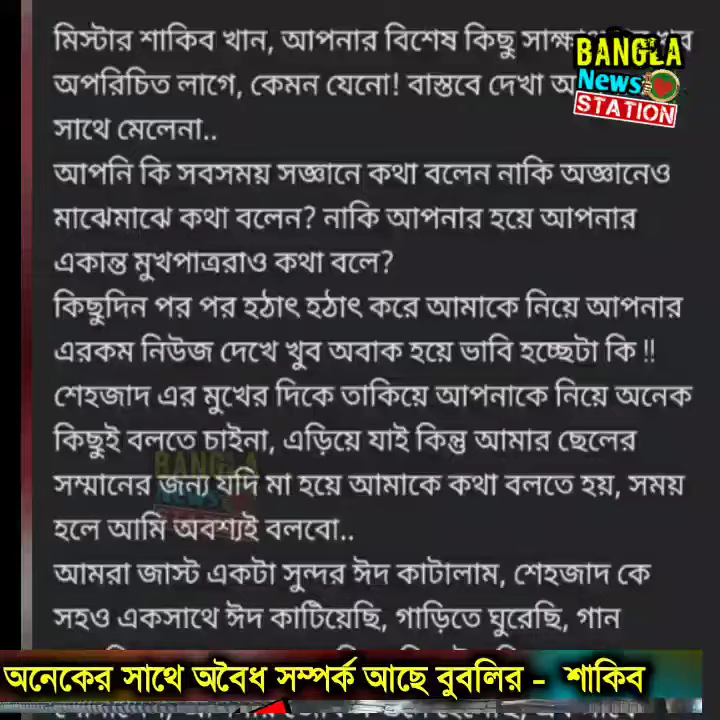 মিস্টার শাকিব খান, আপনার বিশেষ কিছু
BANGLA
News
STATION
অপরিচিত লাগে, কেমন যেনো! বাস্তবে দেখা
সাথে মেলেনা..
আপনি কি সবসময় সজ্ঞানে কথা বলেন নাকি অজ্ঞানেও
মাঝেমাঝে কথা বলেন? নাকি আপনার হয়ে আপনার
একান্ত মুখপাত্ররাও কথা বলে?
কিছুদিন পর পর হঠাৎ হঠাৎ করে আমাকে নিয়ে আপনার
এরকম নিউজ দেখে খুব অবাক হয়ে ভাবি হচ্ছেটা কি !!
শেহজাদ এর মুখের দিকে তাকিয়ে আপনাকে নিয়ে অনেক
কিছুই বলতে চাইনা, এড়িয়ে যাই কিন্তু আমার ছেলের
BANGLA
News
সম্মানের জন্য যদি মা হয়ে আমাকে কথা বলতে হয়, সময়
হলে আমি অবশ্যই বলবো..
আমরা জাস্ট একটা সুন্দর ঈদ কাটালাম, শেহজাদ কে
সহও একসাথে ঈদ কাটিয়েছি, গাড়িতে ঘুরেছি, গান
অনেকের সাথে অবৈধ সম্পর্ক আছে বুবলির - শাকিব